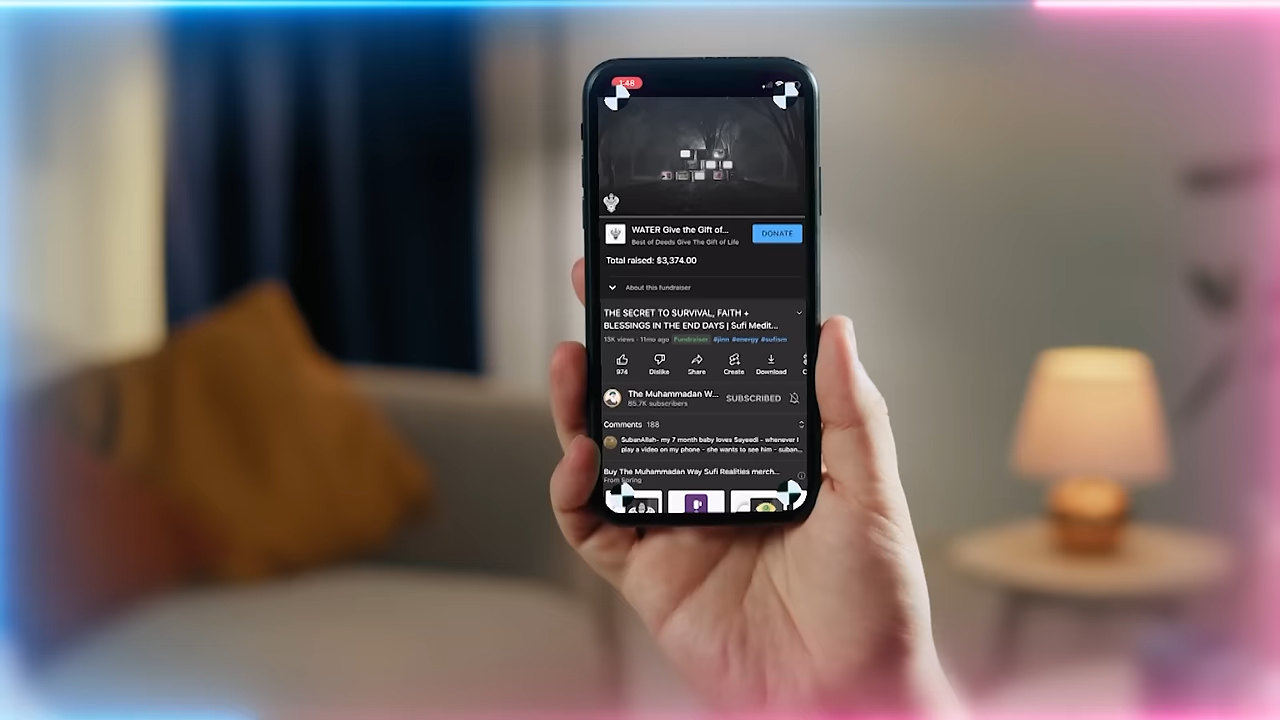 1:48
WATER Give the Gift of...
Best of Deeds Give The Gift of Life
DONATE
Total raised: $3,374.00
About this fundraiser
THE SECRET TO SURVIVAL, FAITH +
BLESSINGS IN THE END DAYS | Sufi Medit...
13K views · 11mo ago Fundraiser #jinn #energy #sufism
974 Dislike Share Create Download C
The Muhammadan W... SUBSCRIBED
85.7K subscribers
Comments 188
SubanAllah- my 7 month baby loves Sayeedi - whenever I
play a video on my phone - she wants to see him - suban...
Buy The Muhammadan Way Sufi Realities merch...
From Spring